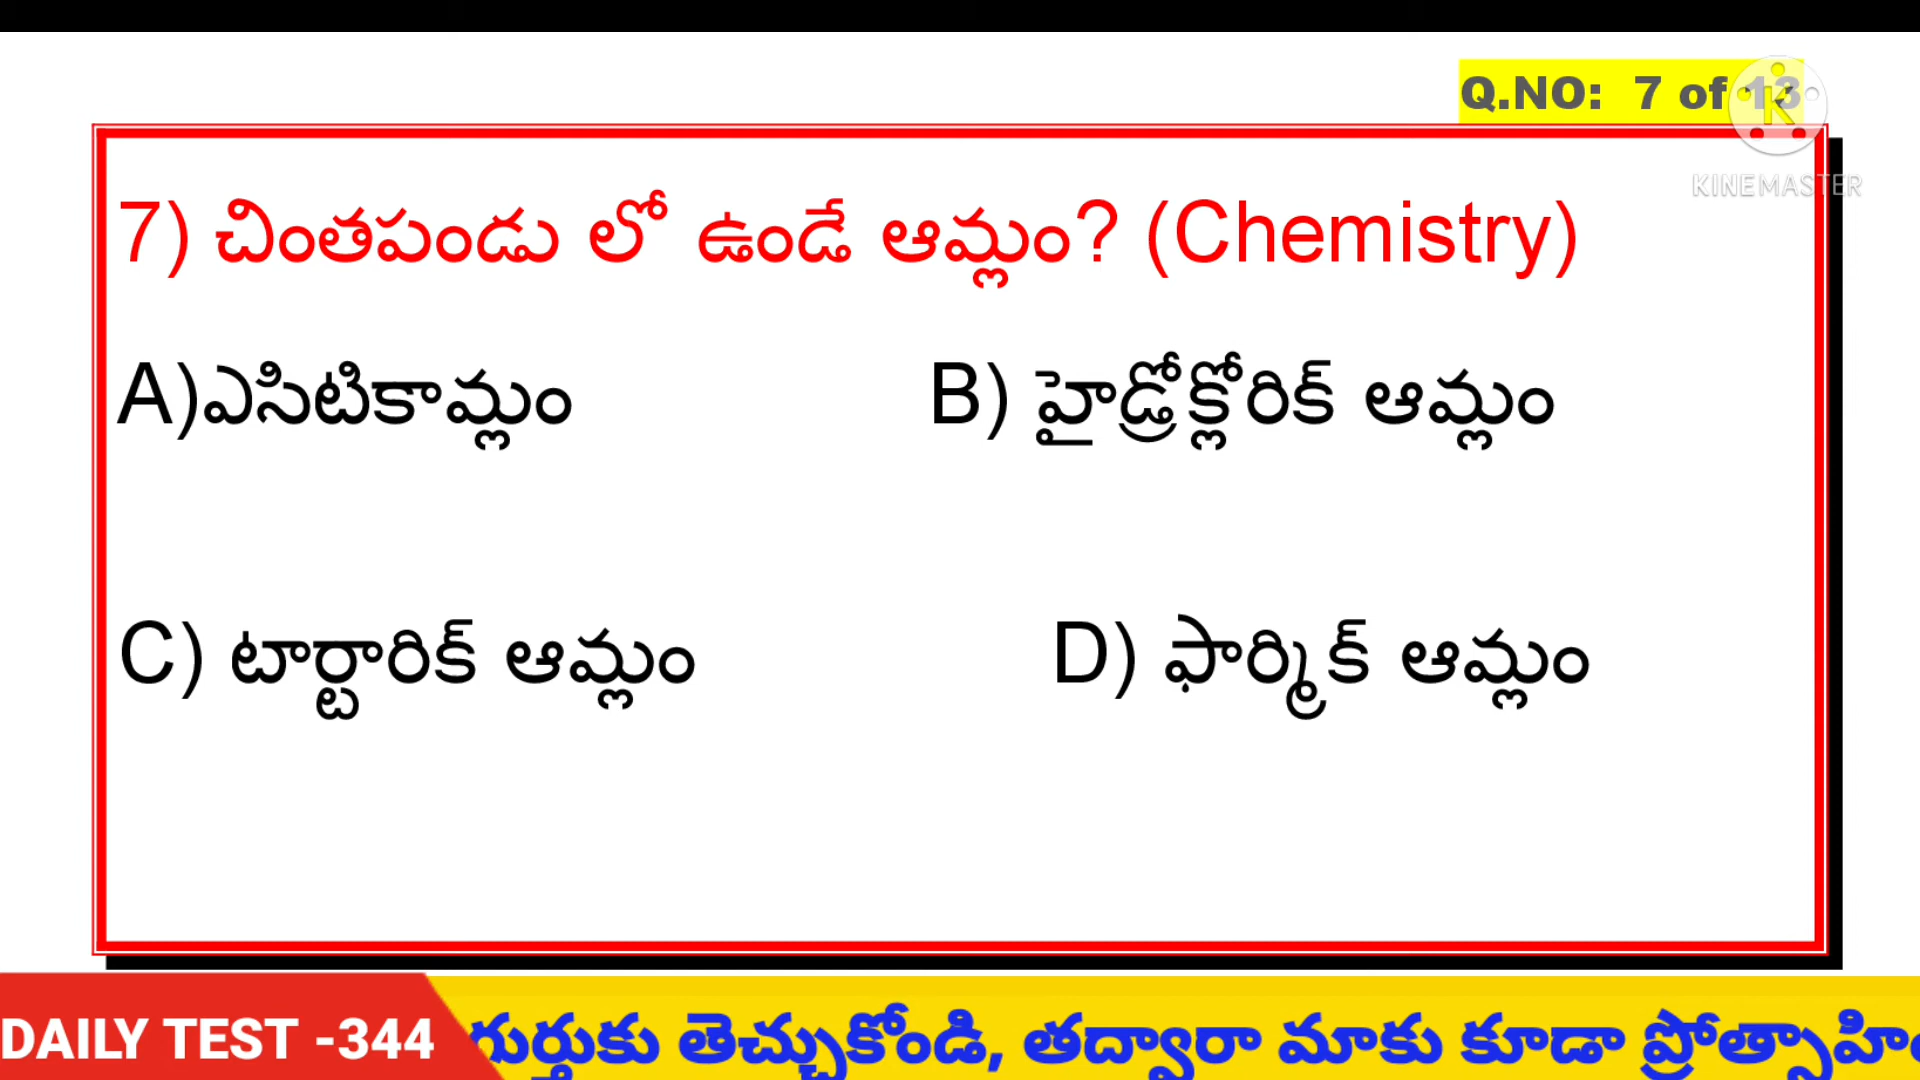 Q.NO: 7 of 13
KINEMASTER
7) చింతపండు లో ఉండే ఆమ్లం? (Chemistry)
A)ఎసిటికామ్లం B) హైడ్రోక్లోరిక్ ఆమ్లం
C) టార్టారిక్ ఆమ్లం D) ఫార్మిక్ ఆమ్లం
DAILY TEST -344 గుర్తుకు తెచ్చుకోండి, తద్వారా మాకు కూడా